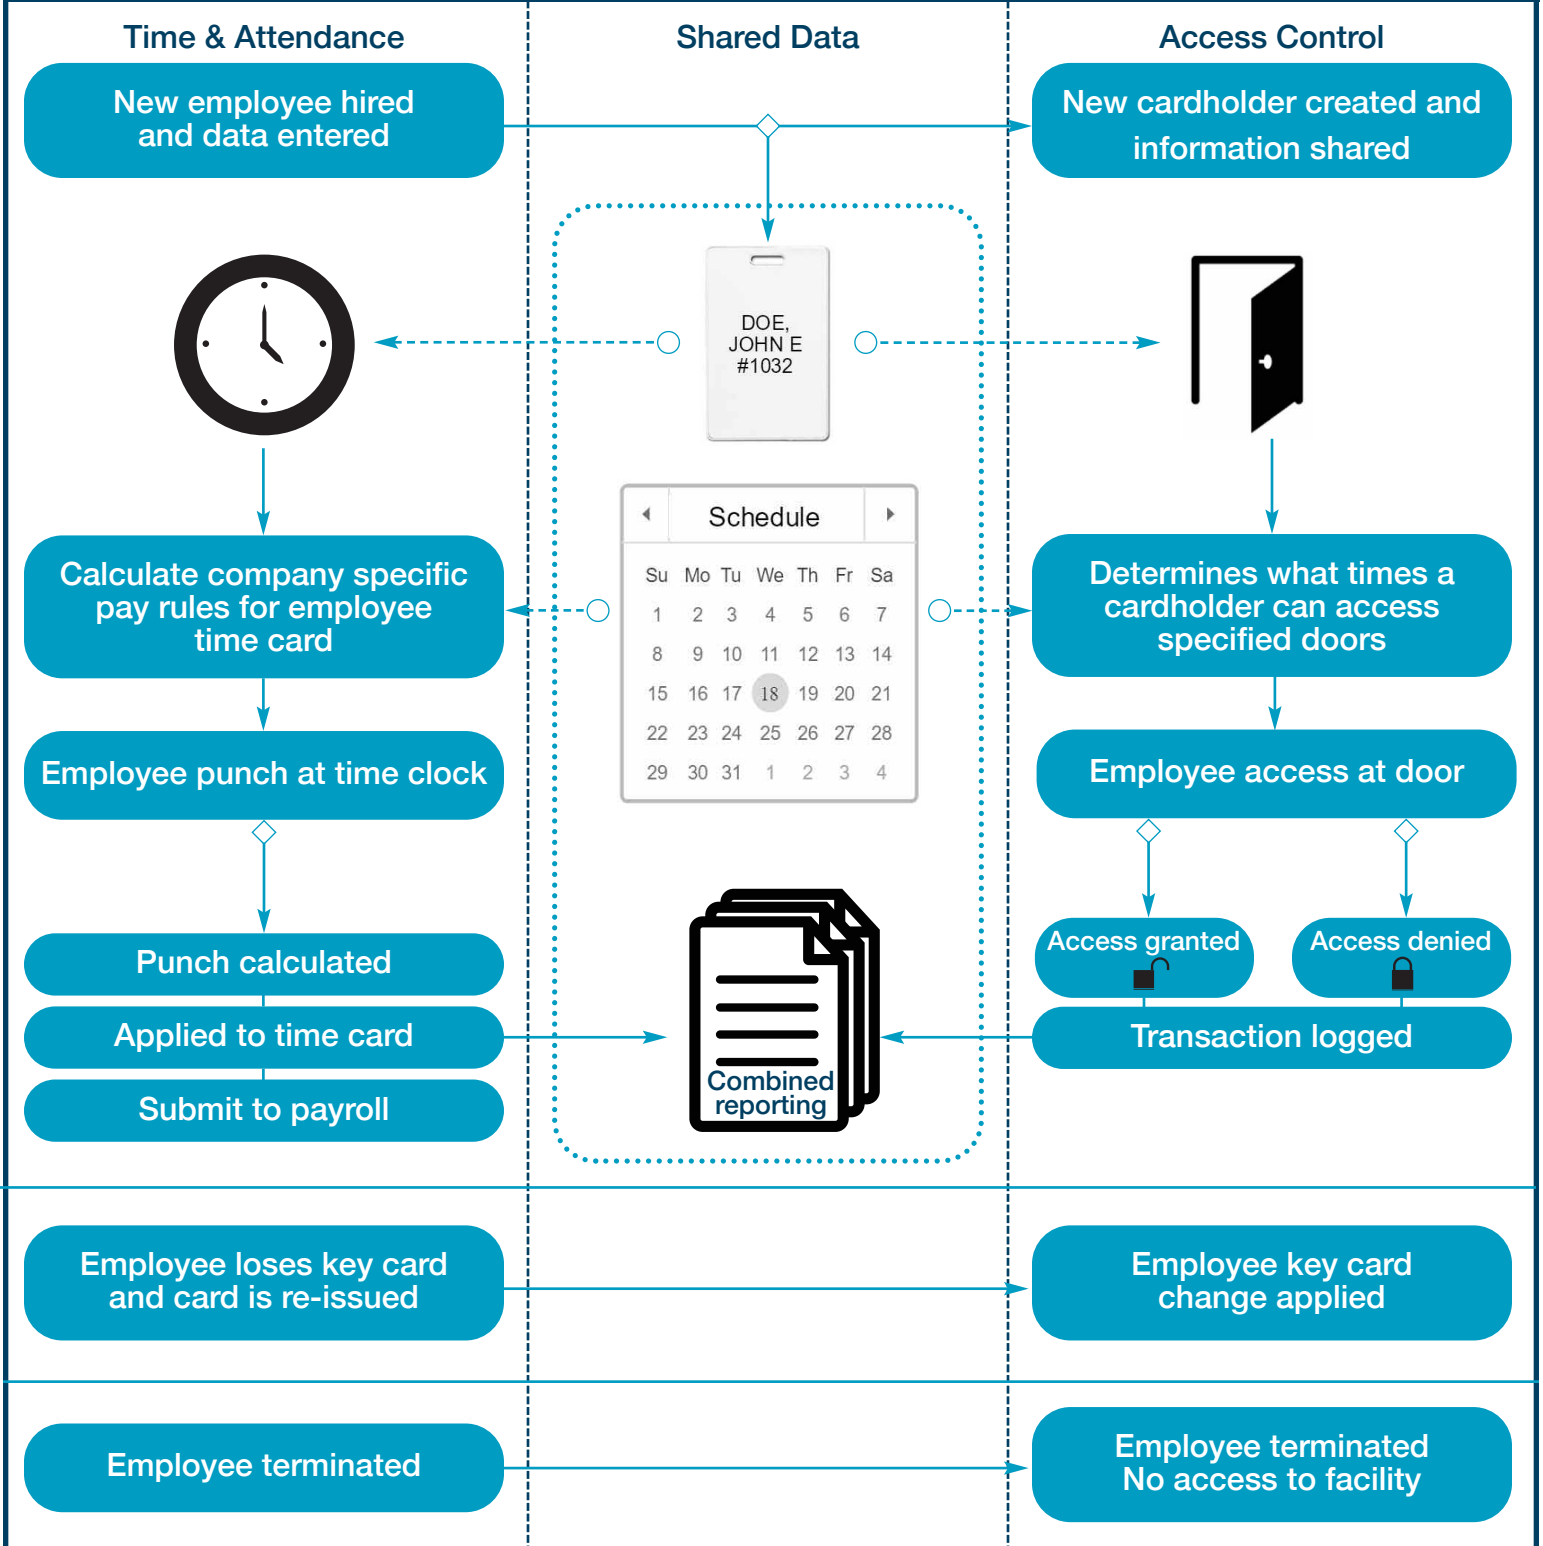 Time & Attendance
Shared Data
Access Control
New employee hired
and data entered
New cardholder created and
information shared
DOE,
JOHN E
#1032
Schedule
Su Mo Tu We Th Fr Sa
1 2 3 4 5 6 7
8 9 10 11 12 13 14
15 16 17 18 19 20 21
22 23 24 25 26 27 28
29 30 31 1 2 3 4
Calculate company specific
pay rules for employee
time card
Determines what times a
cardholder can access
specified doors
Employee punch at time clock
Employee access at door
Punch calculated
Access granted
Access denied
Applied to time card
Transaction logged
Combined
reporting
Submit to payroll
Employee loses key card
and card is re-issued
Employee key card
change applied
Employee terminated
Employee terminated
No access to facility